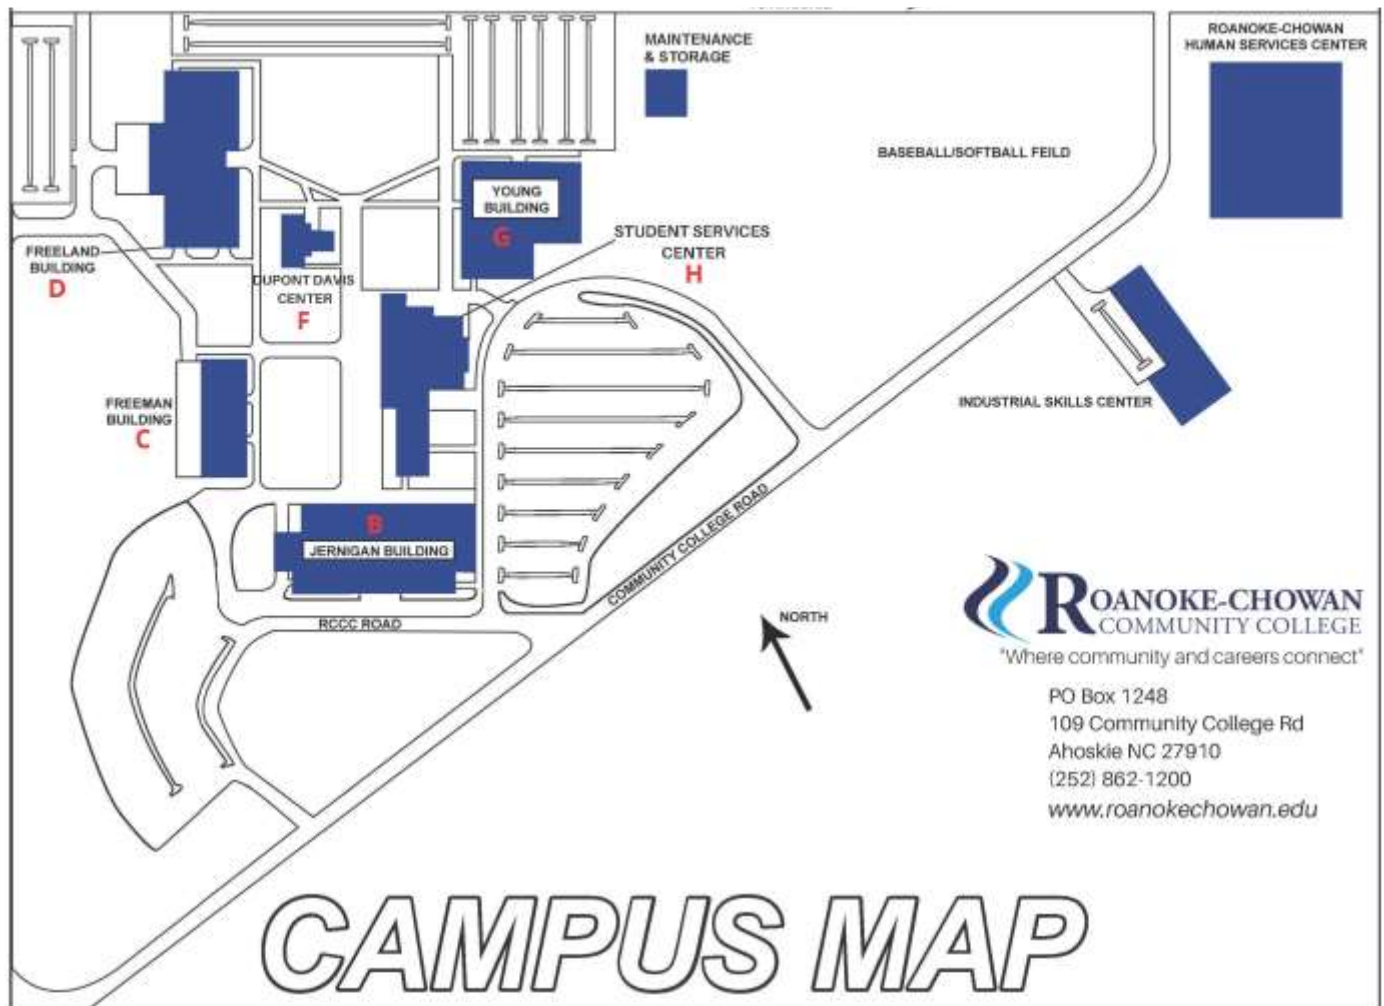 MAINTENANCE
& STORAGE
ROANOKE-CHOWAN
HUMAN SERVICES CENTER
BASEBALL/SOFTBALL FEILD
YOUNG
BUILDING
G
STUDENT SERVICES
CENTER
H
FREELAND
BUILDING
D
DUPONT DAVIS
CENTER
F
FREEMAN
BUILDING
C
INDUSTRIAL SKILLS CENTER
B
JERNIGAN BUILDING
COMMUNITY COLLEGE ROAD
RCCC ROAD
NORTH
ROANOKE-CHOWAN
COMMUNITY COLLEGE
"Where community and careers connect"
PO Box 1248
109 Community College Rd
Ahoskie NC 27910
(252) 862-1200
www.roanokechowan.edu
CAMPUS MAP